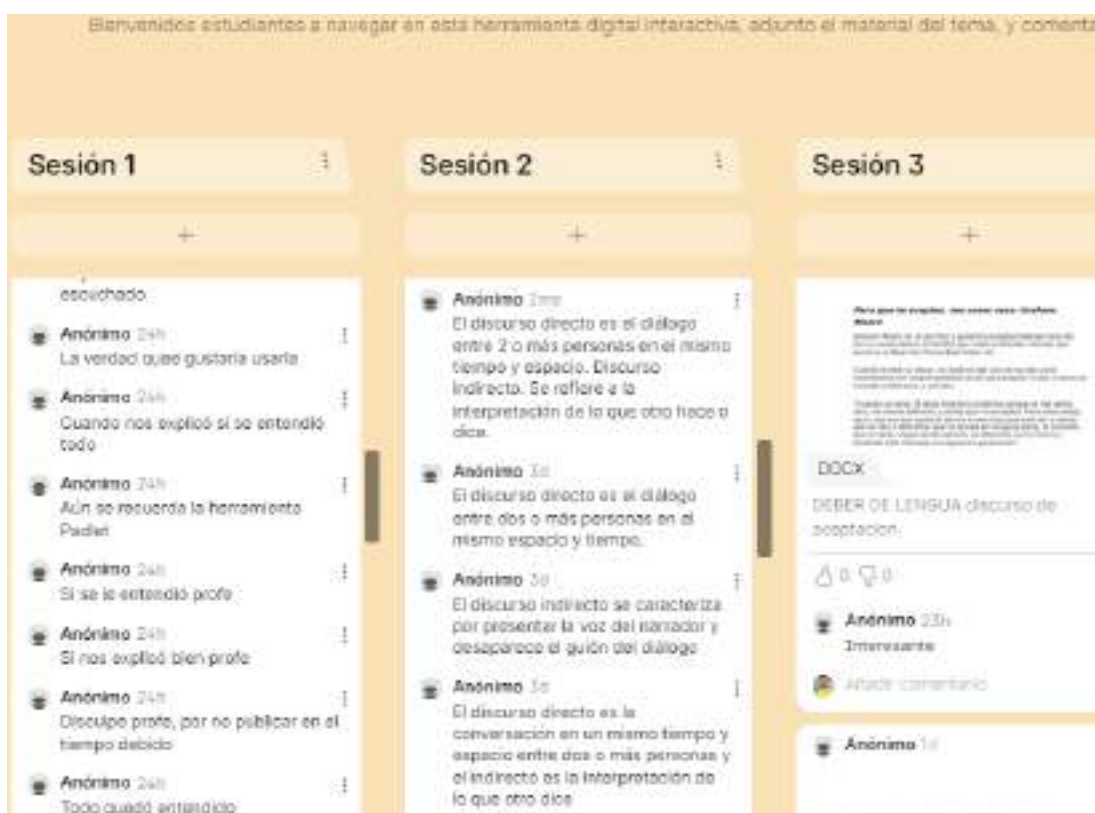 Bienvenidos estudiantes a navegar en esta herramienta digital interactiva, adjunto el material del tema, y comenta
Sesión 1
+
escuchado
Anónimo 24h
La verdad
gustaría usarla
Anónimo 24h
Cuando nos explicó si se entendió
todo
Anónimo 24h
Aún se recuerda la herramienta
Padlet
Anónimo 24h
Si se le entendió profe
Anónimo 24h
Si nos explicó bien profe
Anónimo 24h
Disculpe profe, por no publicar en el
tiempo debido
Anónimo 24h
Todo quedó entendido
Sesión 2
+
Anónimo
El discurso directo es el diálogo
entre 2 o más personas en el mismo
tiempo y espacio. Discurso
indirecto. Se refiere a la
interpretación de lo que otro hace o
dice.
Anónimo 3d
El discurso directo es el diálogo
entre dos o más personas en el
mismo espacio y tiempo.
Anónimo 3d
El discurso indirecto se caracteriza
por presentar la voz del narrador y
desaparece el guión del diálogo
Anónimo 3d
El discurso directo es la
conversación en un mismo tiempo y
espacio entre dos o más personas y
el indirecto es la interpretación de
lo que otro dice
Sesión 3
+
DOCX
DEBER DE LENGUA discurso de
aceptacion
0 0
Anónimo 23h
Interesante
Añadir comentario
Anónimo 1d